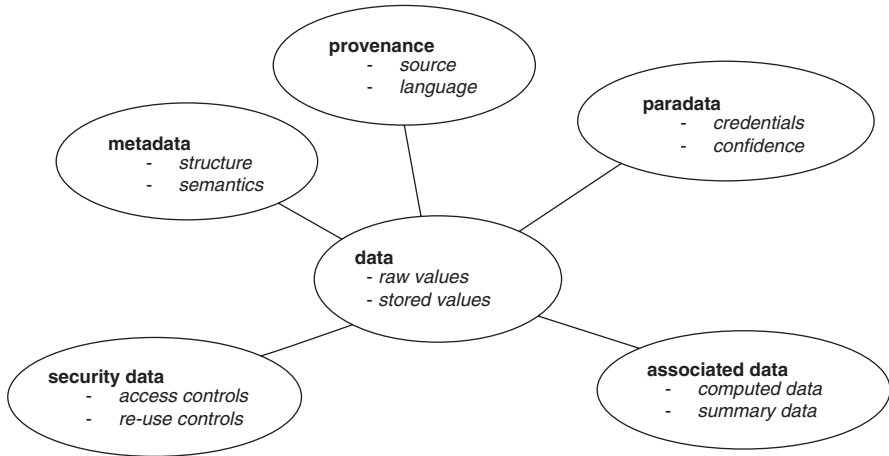 provenance
- source
- language
paradata
- credentials
- confidence
metadata
- structure
- semantics
data
- raw values
- stored values
security data
- access controls
- re-use controls
associated data
- computed data
- summary data